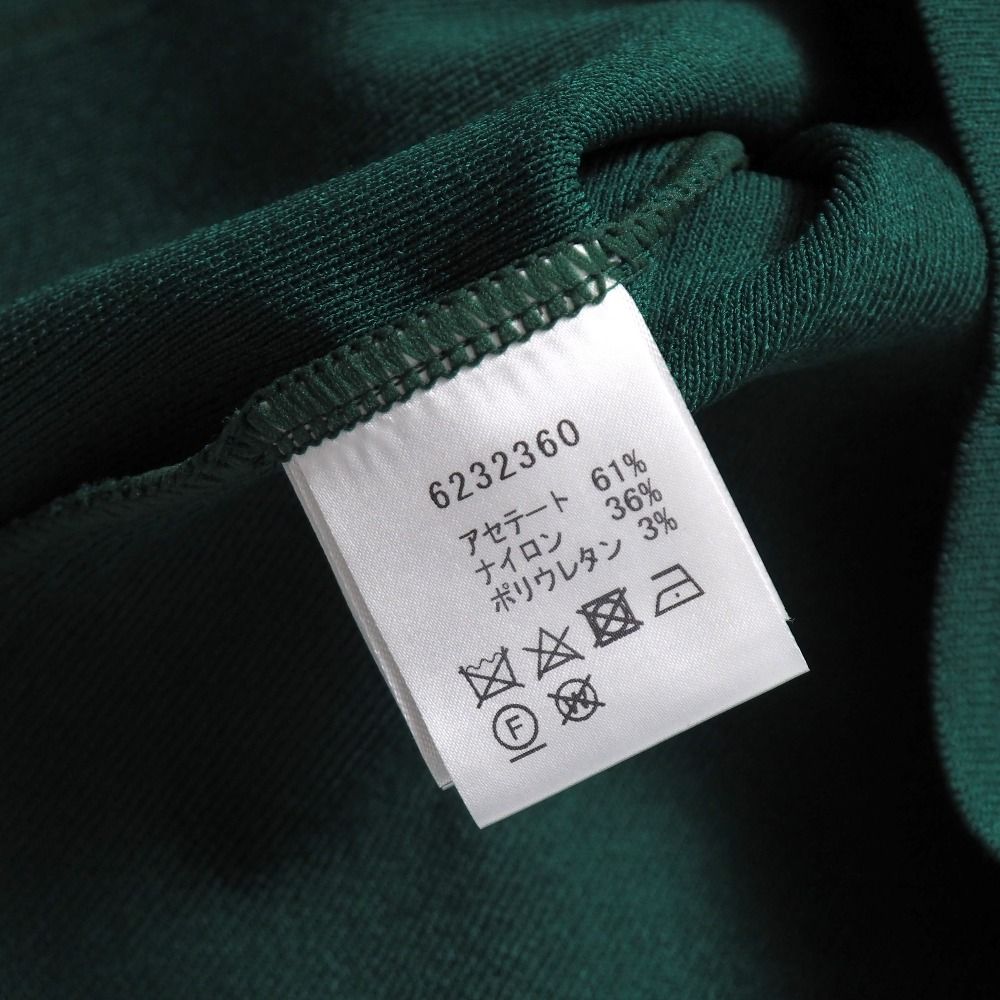 6232360
アセテート 61%
ナイロン 36%
ポリウレタン 3%
F
W